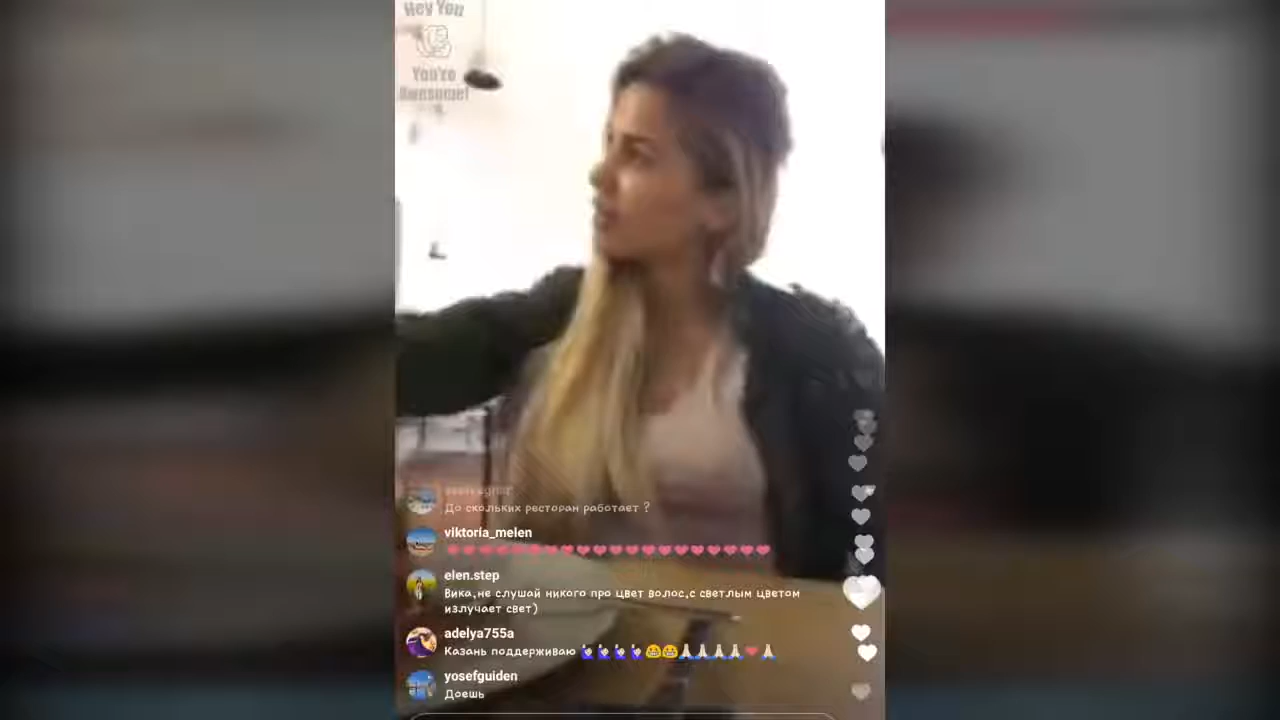 Hey You
You're
Awesome!
До скольких ресторан работает ?
viktoria_melen
❤❤❤❤❤❤❤❤❤❤❤❤❤❤❤❤❤❤❤❤
elen.step
Вика,не слушай никого про цвет волос,с светлым цветом
излучает свет)
adelya755a
Казань поддерживаю 🙋🏻‍♀️🙋🏻‍♀️🙋🏻‍♀️🙋🏻‍♀️😂😂🙏🏻🙏🏻🙏🏻🙏🏻❤🙏🏻
yosefguiden
Доешь